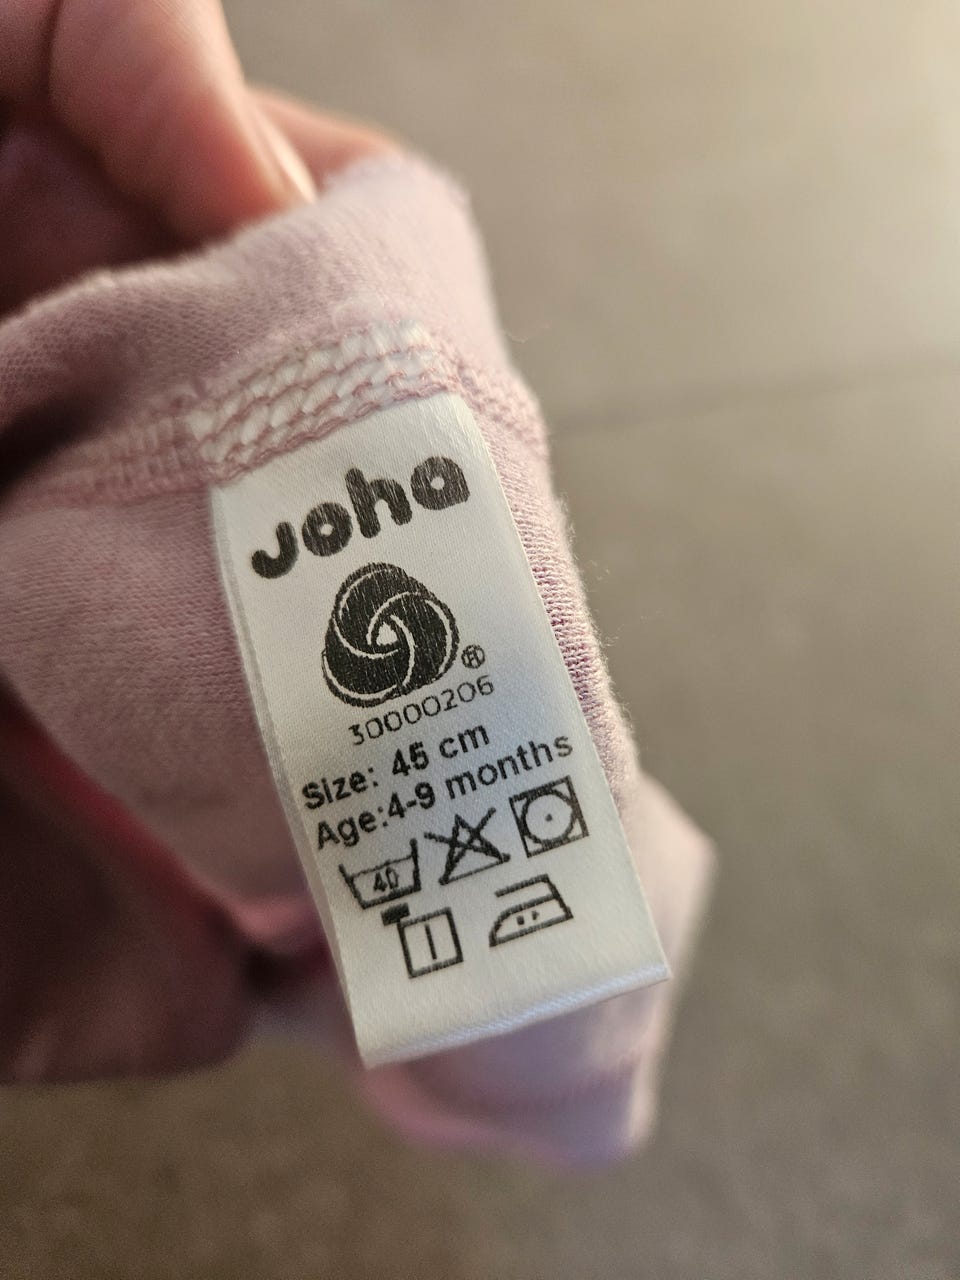 joha
®
30000206
Size: 45 cm
Age:4-9 months
40